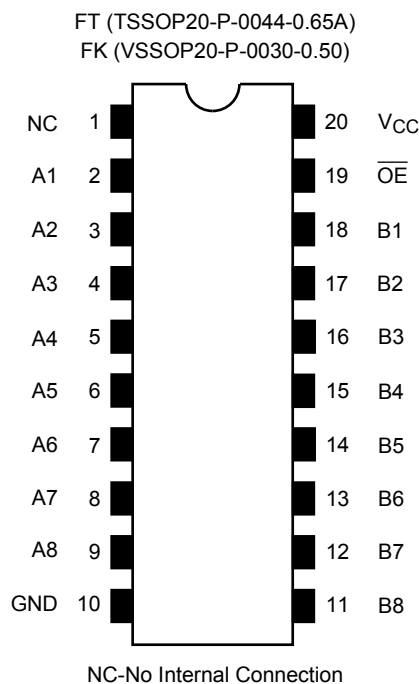 FT (TSSOP20-P-0044-0.65A)
FK (VSSOP20-P-0030-0.50)
NC 1 20 VCC
A1 2 19 OE
A2 3 18 B1
A3 4 17 B2
A4 5 16 B3
A5 6 15 B4
A6 7 14 B5
A7 8 13 B6
A8 9 12 B7
GND 10 11 B8
NC-No Internal Connection